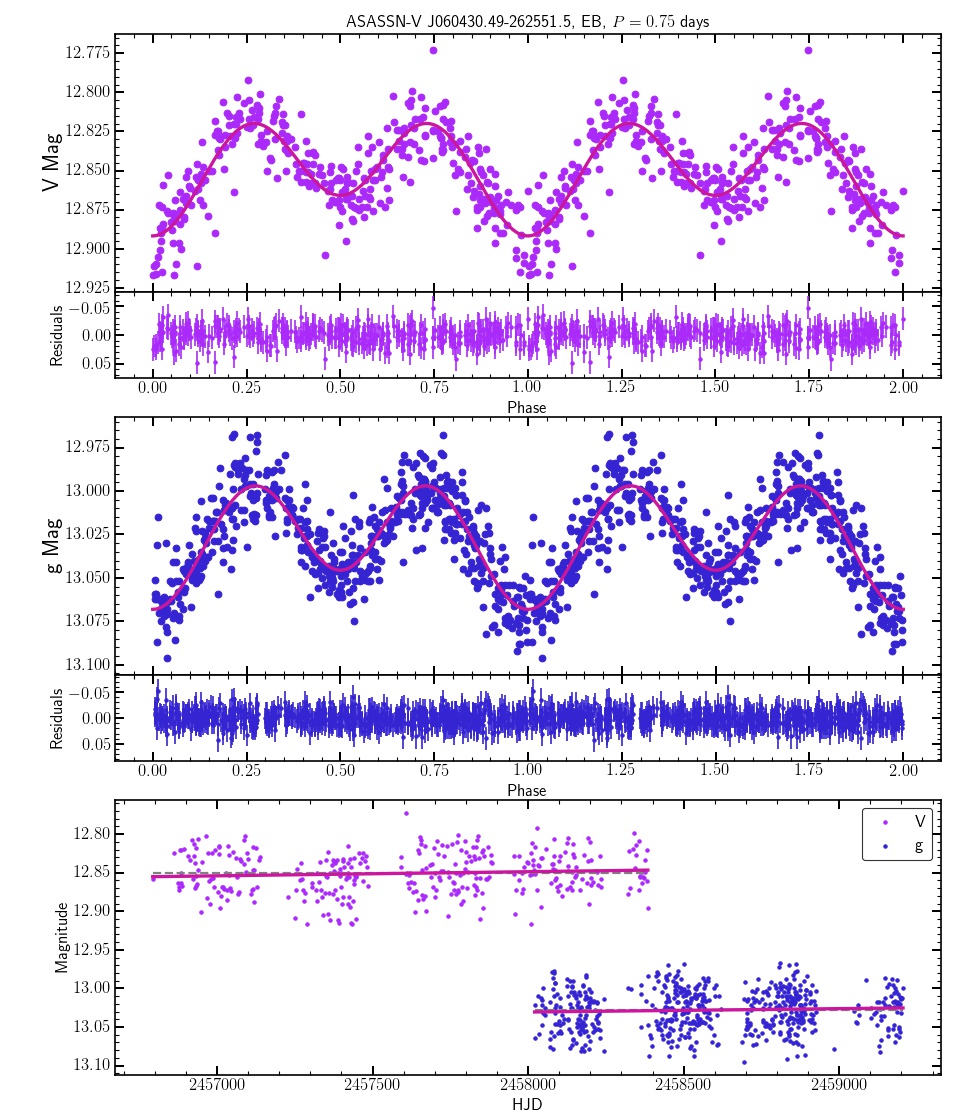 ASASSN-V J060430.49-262551.5, EB, P = 0.75 days
12.775
12.800
12.825
12.850
12.875
12.900
12.925
V Mag
−0.05
0.00
0.05
Residuals
0.00 0.25 0.50 0.75 1.00 1.25 1.50 1.75 2.00
Phase
12.975
13.000
13.025
13.050
13.075
13.100
g Mag
−0.05
0.00
0.05
Residuals
0.00 0.25 0.50 0.75 1.00 1.25 1.50 1.75 2.00
Phase
V
g
12.80
12.85
12.90
12.95
13.00
13.05
13.10
Magnitude
2457000 2457500 2458000 2458500 2459000
HJD